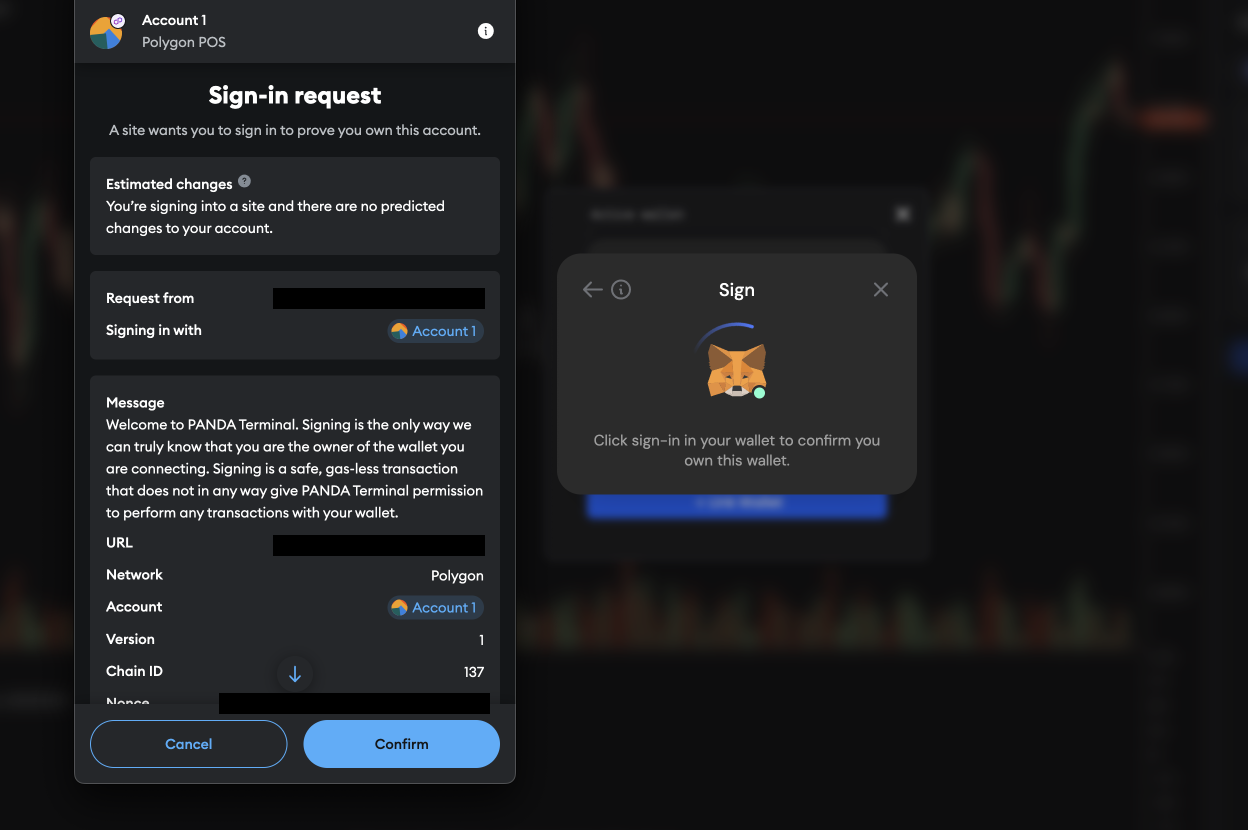 Account 1
Polygon POS
Sign-in request
A site wants you to sign in to prove you own this account.
Estimated changes
You’re signing into a site and there are no predicted
changes to your account.
Request from
Signing in with
Account 1
Message
Welcome to PANDA Terminal. Signing is the only way we
can truly know that you are the owner of the wallet you
are connecting. Signing is a safe, gas-less transaction
that does not in any way give PANDA Terminal permission
to perform any transactions with your wallet.
URL
Network Polygon
Account Account 1
Version 1
Chain ID 137
Nonce
Cancel Confirm
Sign
Click sign-in in your wallet to confirm you
own this wallet.